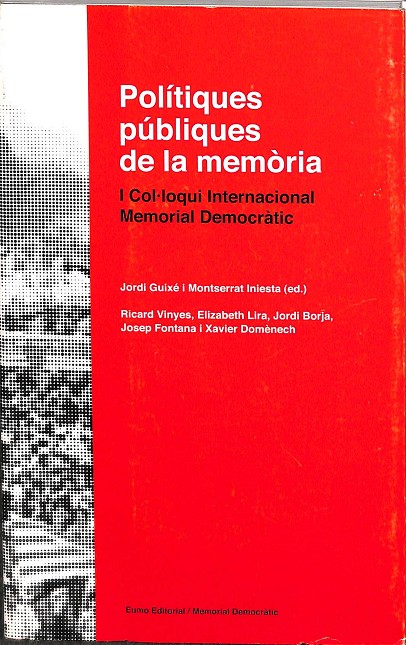 Polítiques
públiques
de la memòria
I Col·loqui Internacional
Memorial Democràtic
Jordi Guixé i Montserrat Iniesta (ed.)
Ricard Vinyes, Elizabeth Lira, Jordi Borja,
Josep Fontana i Xavier Domènech
Eumo Editorial / Memorial Democràtic